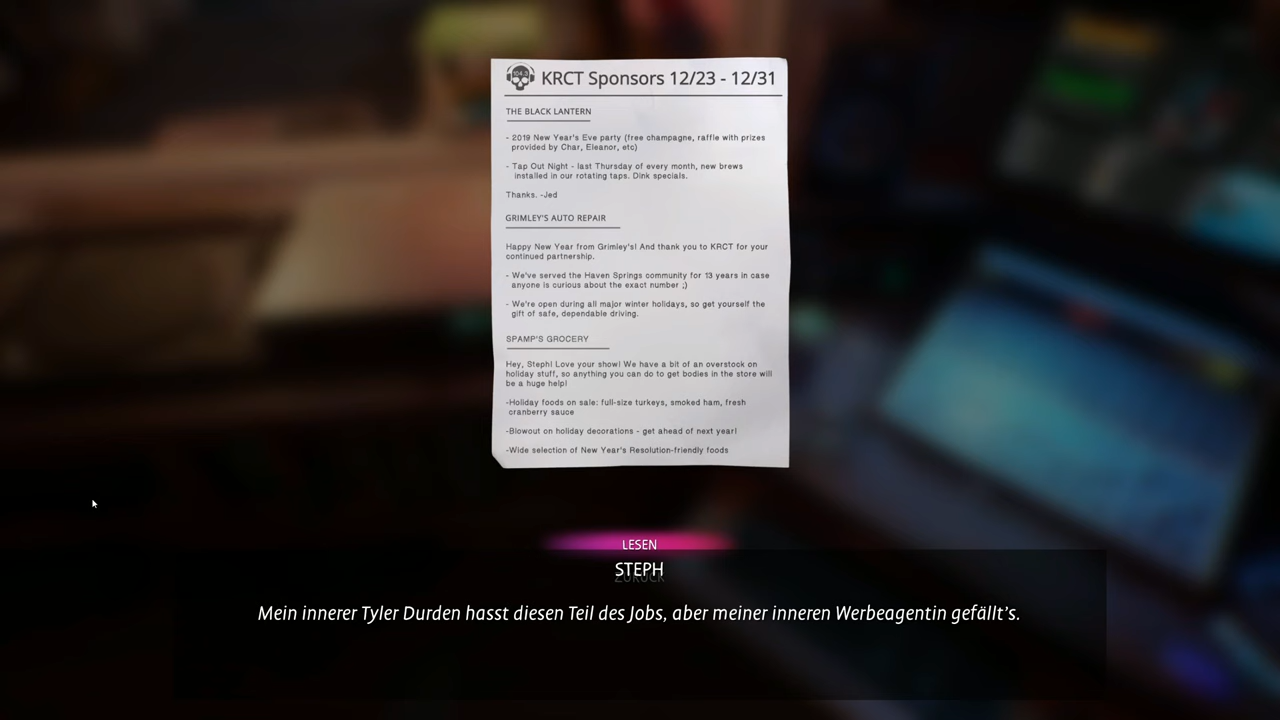 KRCT Sponsors 12/23 - 12/31
THE BLACK LANTERN
- 2019 New Year's Eve party (free champagne, raffle with prizes
provided by Char, Eleanor, etc)
- Tap Out Night - last Thursday of every month, new brews
installed in our rotating taps. Dink specials.
Thanks. -Jed
GRIMLEY'S AUTO REPAIR
Happy New Year from Grimley's! And thank you to KRCT for your
continued partnership.
- We've served the Haven Springs community for 13 years in case
anyone is curious about the exact number ;)
- We're open during all major winter holidays, so get yourself the
gift of safe, dependable driving.
SPAMP'S GROCERY
Hey, Steph! Love your show! We have a bit of an overstock on
holiday stuff, so anything you can do to get bodies in the store will
be a huge help!
-Holiday foods on sale: full-size turkeys, smoked ham, fresh
cranberry sauce
-Blowout on holiday decorations - get ahead of next year!
-Wide selection of New Year's Resolution-friendly foods
LESEN
STEPH
ZURÜCK
Mein innerer Tyler Durden hasst diesen Teil des Jobs, aber meiner inneren Werbeagentin gefällt's.